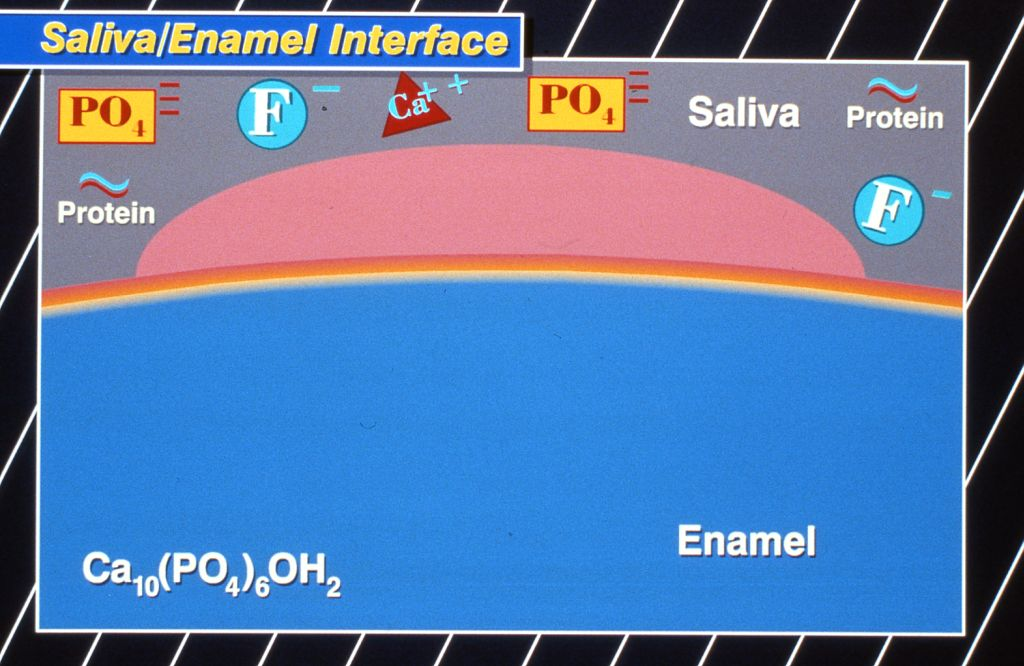 Saliva/Enamel Interface
PO₄≡ F⁻ Ca⁺⁺ PO₄≡ Saliva Protein
Protein F⁻
Enamel
Ca₁₀(PO₄)₆OH₂